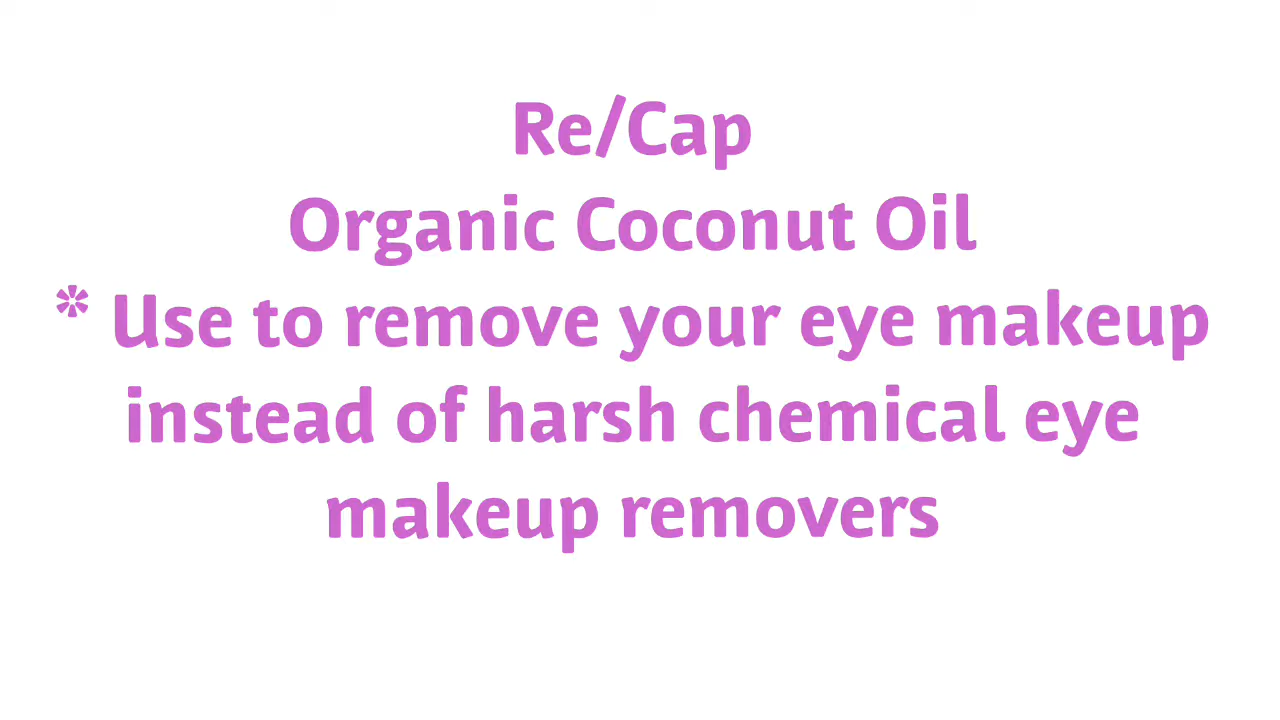 Re/Cap
Organic Coconut Oil
* Use to remove your eye makeup
instead of harsh chemical eye
makeup removers